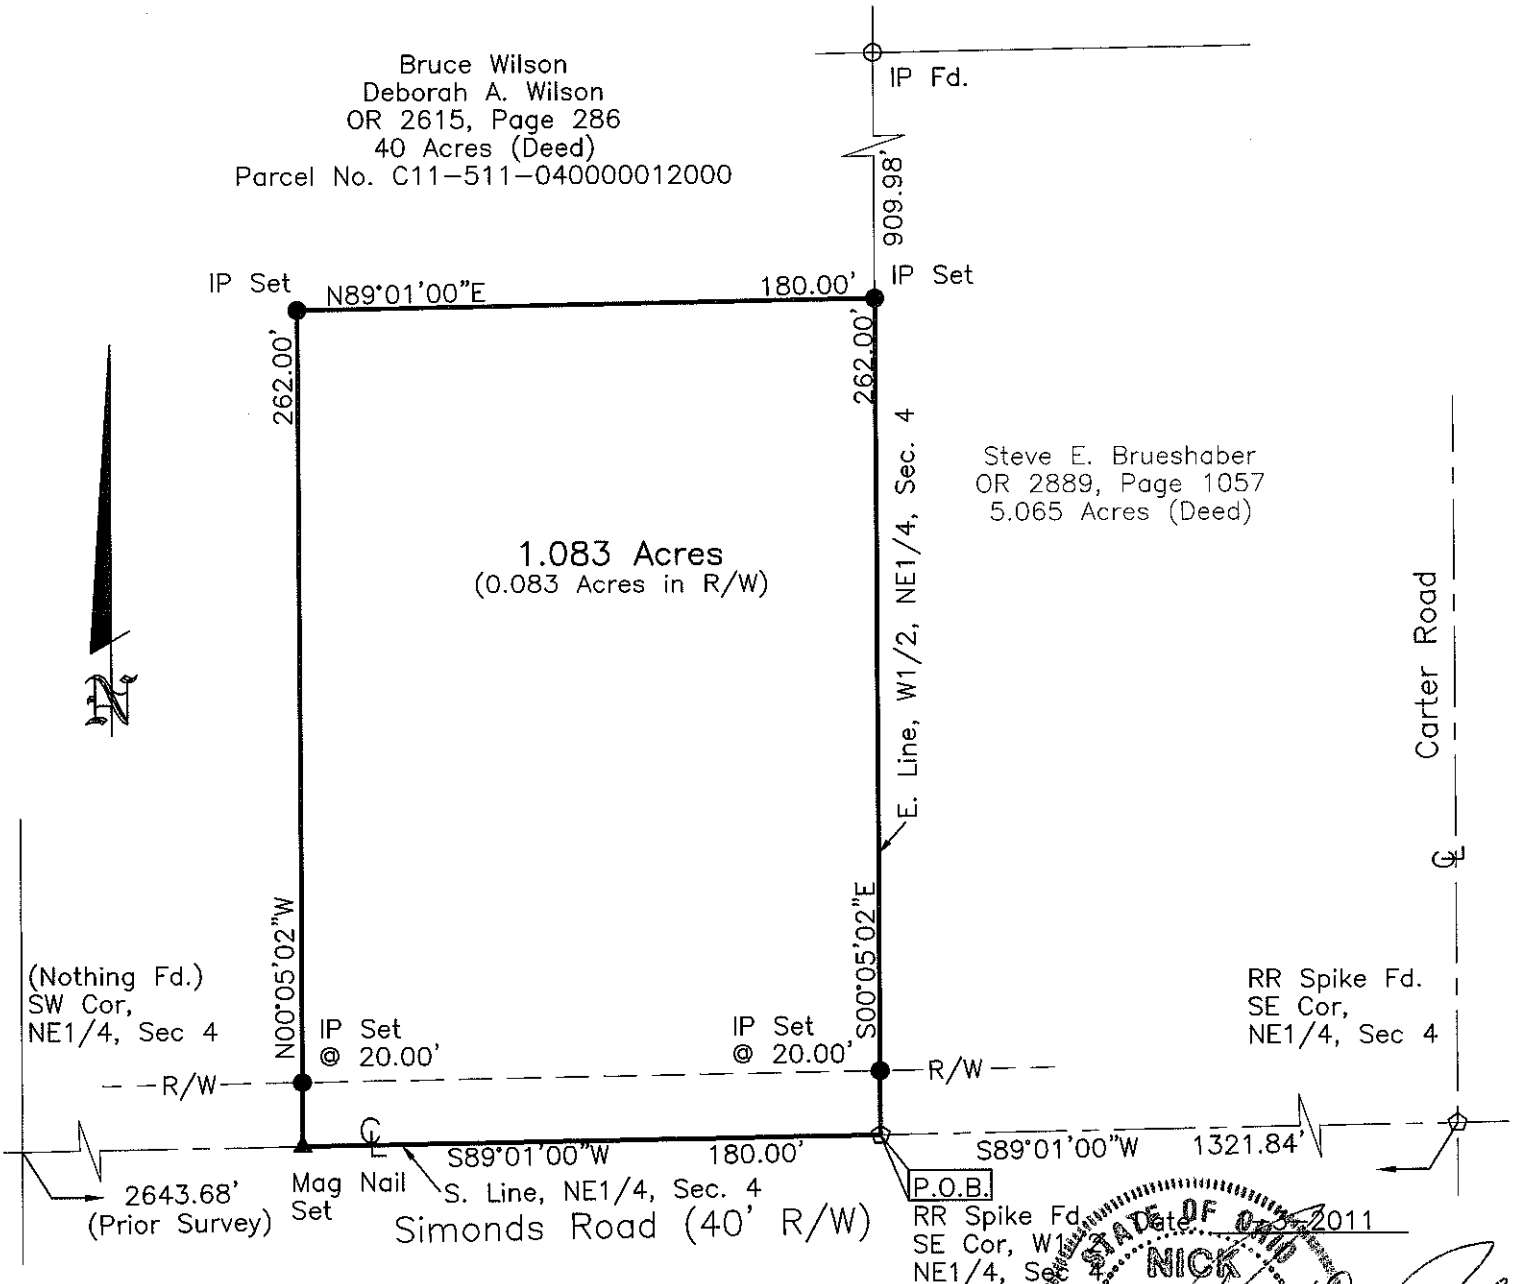 Bruce Wilson
Deborah A. Wilson
OR 2615, Page 286
40 Acres (Deed)
Parcel No. C11-511-040000012000
IP Fd.
909.98'
IP Set
N89°01'00"E
180.00'
IP Set
262.00'
262.00'
E. Line, W1/2, NE1/4, Sec. 4
Steve E. Brueshaber
OR 2889, Page 1057
5.065 Acres (Deed)
1.083 Acres
(0.083 Acres in R/W)
Carter Road
N
CL
N00°05'02"W
S00°05'02"E
(Nothing Fd.)
SW Cor,
NE1/4, Sec 4
IP Set
@ 20.00'
IP Set
@ 20.00'
RR Spike Fd.
SE Cor,
NE1/4, Sec 4
R/W
R/W
CL
S89°01'00"W
180.00'
S89°01'00"W
1321.84'
2643.68'
(Prior Survey)
Mag Nail
Set
S. Line, NE1/4, Sec. 4
Simonds Road (40' R/W)
P.O.B.
RR Spike Fd.
SE Cor, W1
NE1/4, Sec 4,
Date 2011
STATE OF OHIO
NICK